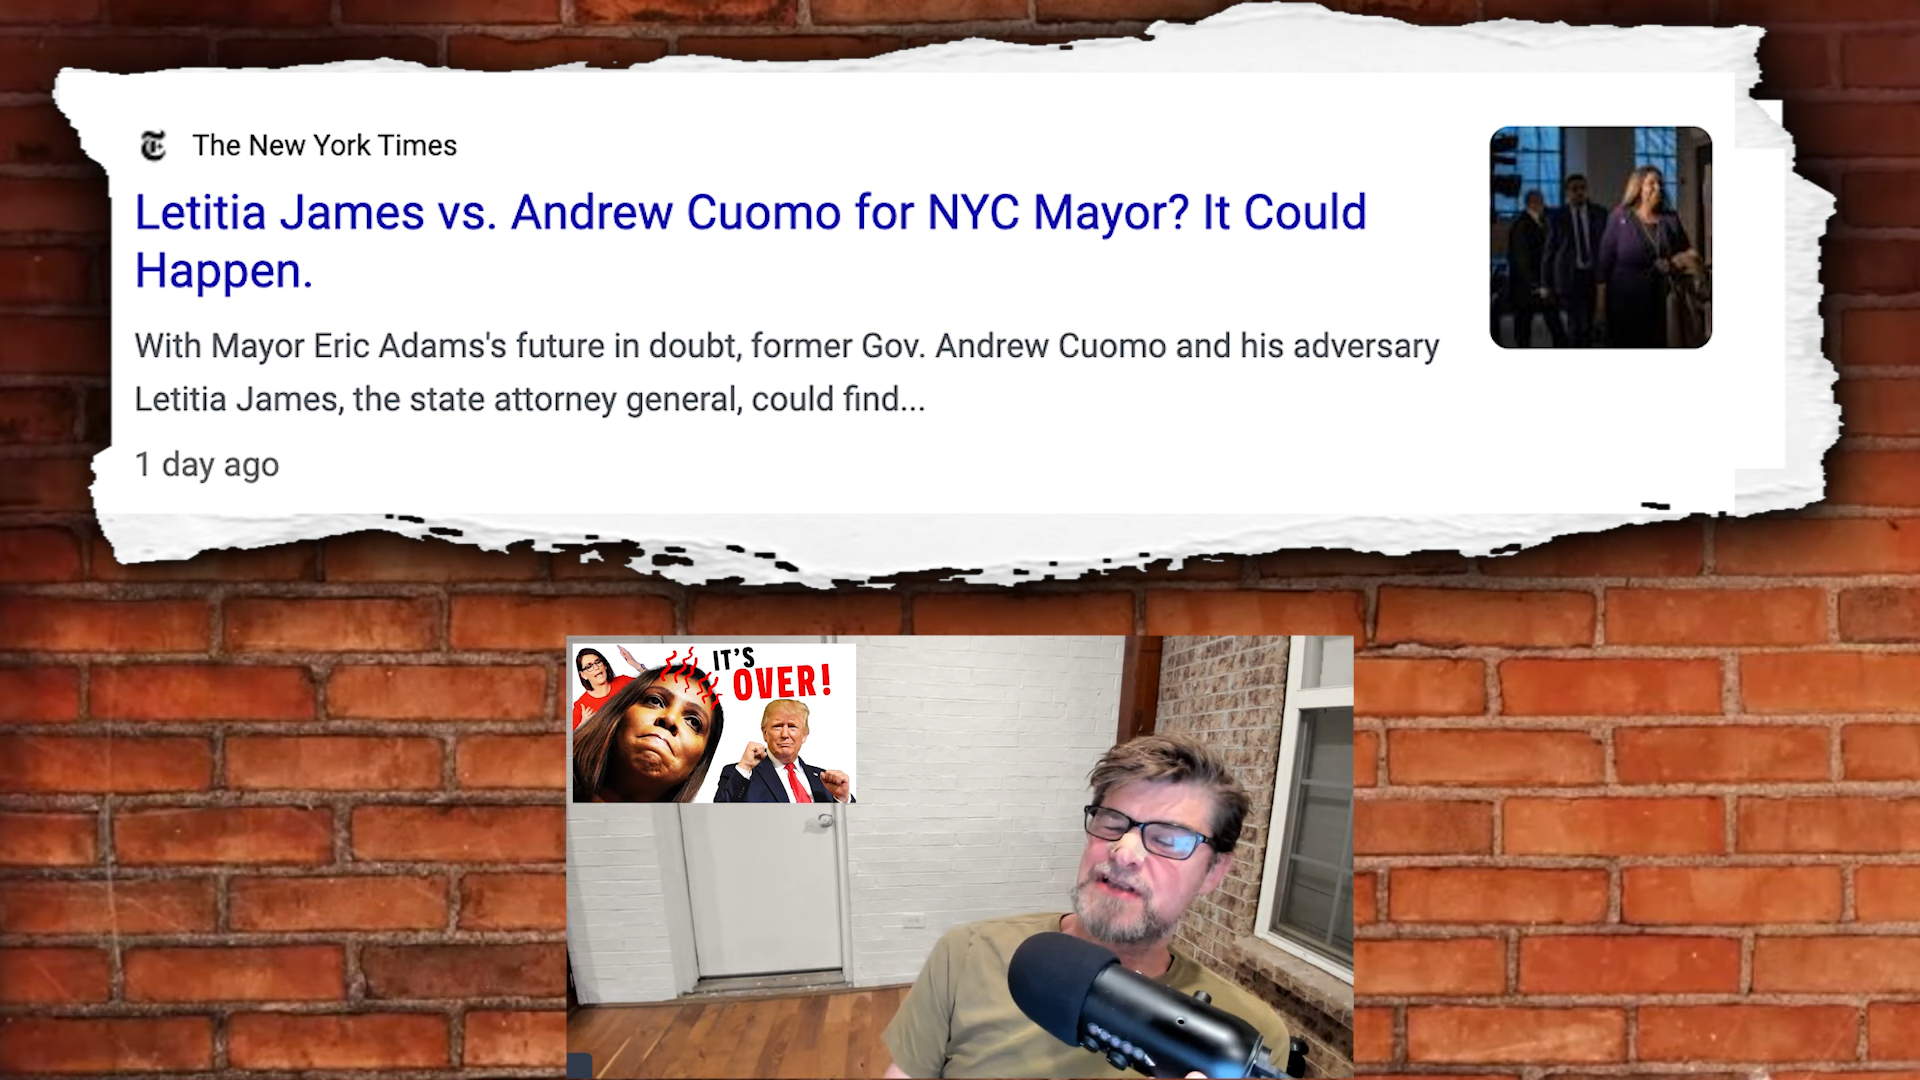 The New York Times
Letitia James vs. Andrew Cuomo for NYC Mayor? It Could
Happen.
With Mayor Eric Adams's future in doubt, former Gov. Andrew Cuomo and his adversary
Letitia James, the state attorney general, could find...
1 day ago
IT'S
OVER!